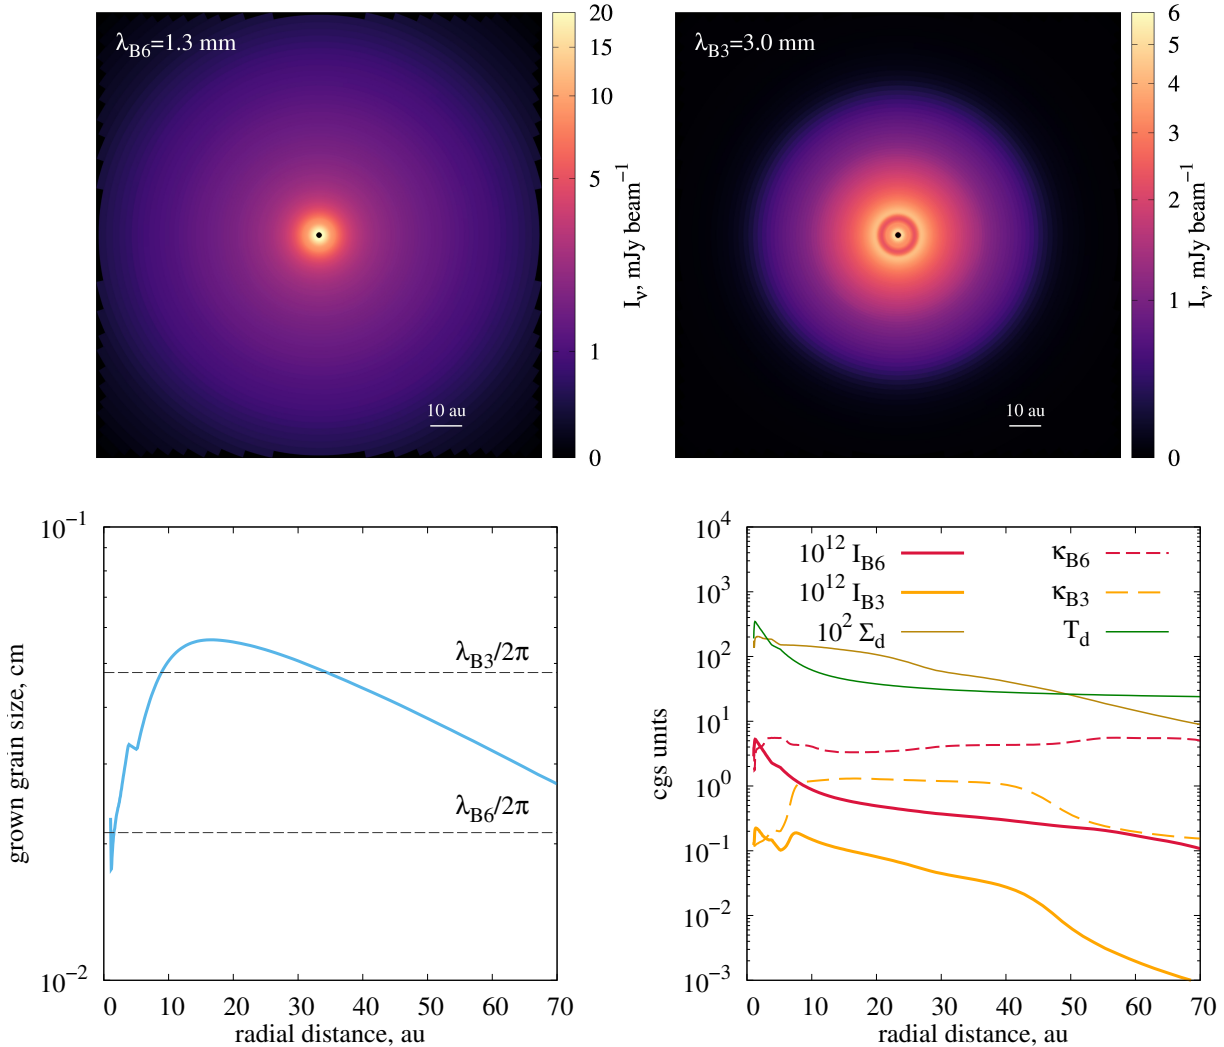 λB6=1.3 mm
10 au
20
15
10
5
1
0
Iν, mJy beam−1
λB3=3.0 mm
10 au
6
5
4
3
2
1
0
Iν, mJy beam−1
10−1
10−2
grown grain size, cm
λB3/2π
λB6/2π
0 10 20 30 40 50 60 70
radial distance, au
104
103
102
101
100
10−1
10−2
10−3
cgs units
1012 IB6
1012 IB3
102 Σd
κB6
κB3
Td
0 10 20 30 40 50 60 70
radial distance, au